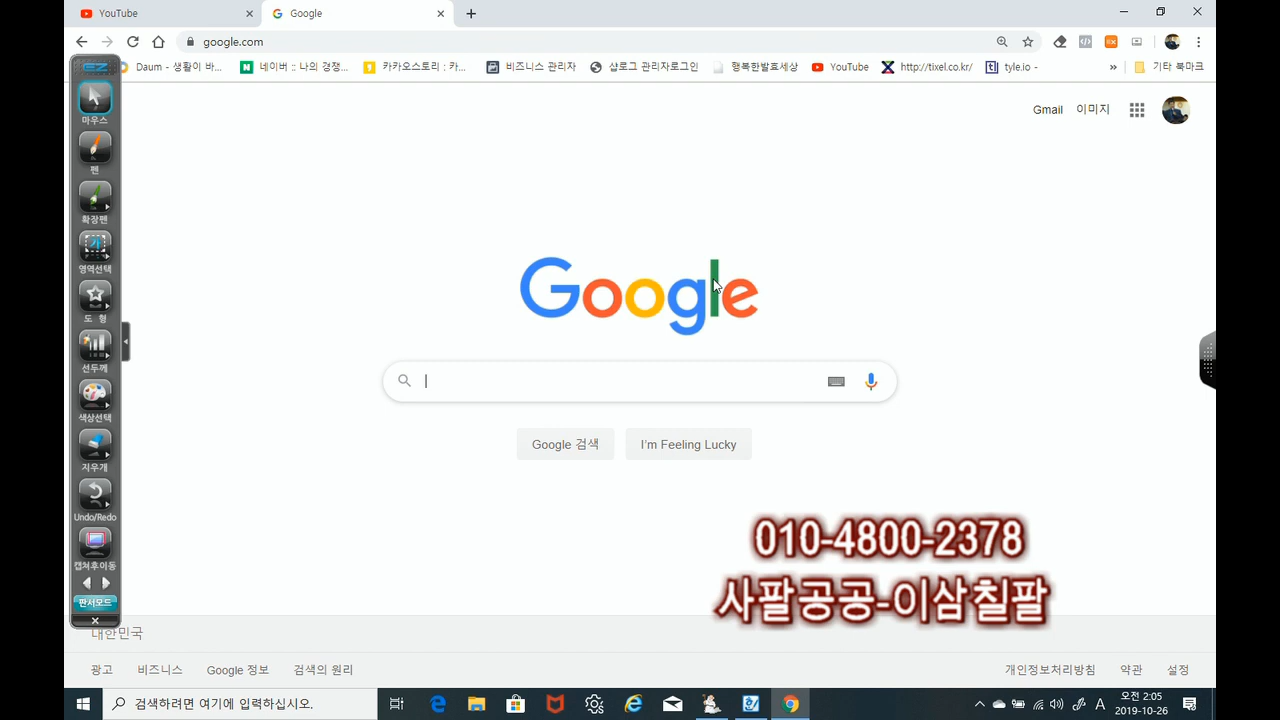 YouTube
Google
google.com
Daum - 생활이 바...
네이버 :: 나의 경쟁...
카카오스토리 - 가...
관리자
샵로그 관리자로그인
행복한발표세상
YouTube
http://tixel.co.kr/
tyle.io -
»
기타 북마크
EZ
마우스
펜
확장펜
영역선택
도 형
선두께
색상선택
지우개
Undo/Redo
캡쳐후이동
판서모드
Gmail 이미지
Google
Google 검색
I'm Feeling Lucky
010-4800-2378
사팔공공-이삼칠팔
대한민국
광고 비즈니스 Google 정보 검색의 원리
개인정보처리방침 약관 설정
검색하려면 여기에 입력하십시오.
A
오전 2:05
2019-10-26